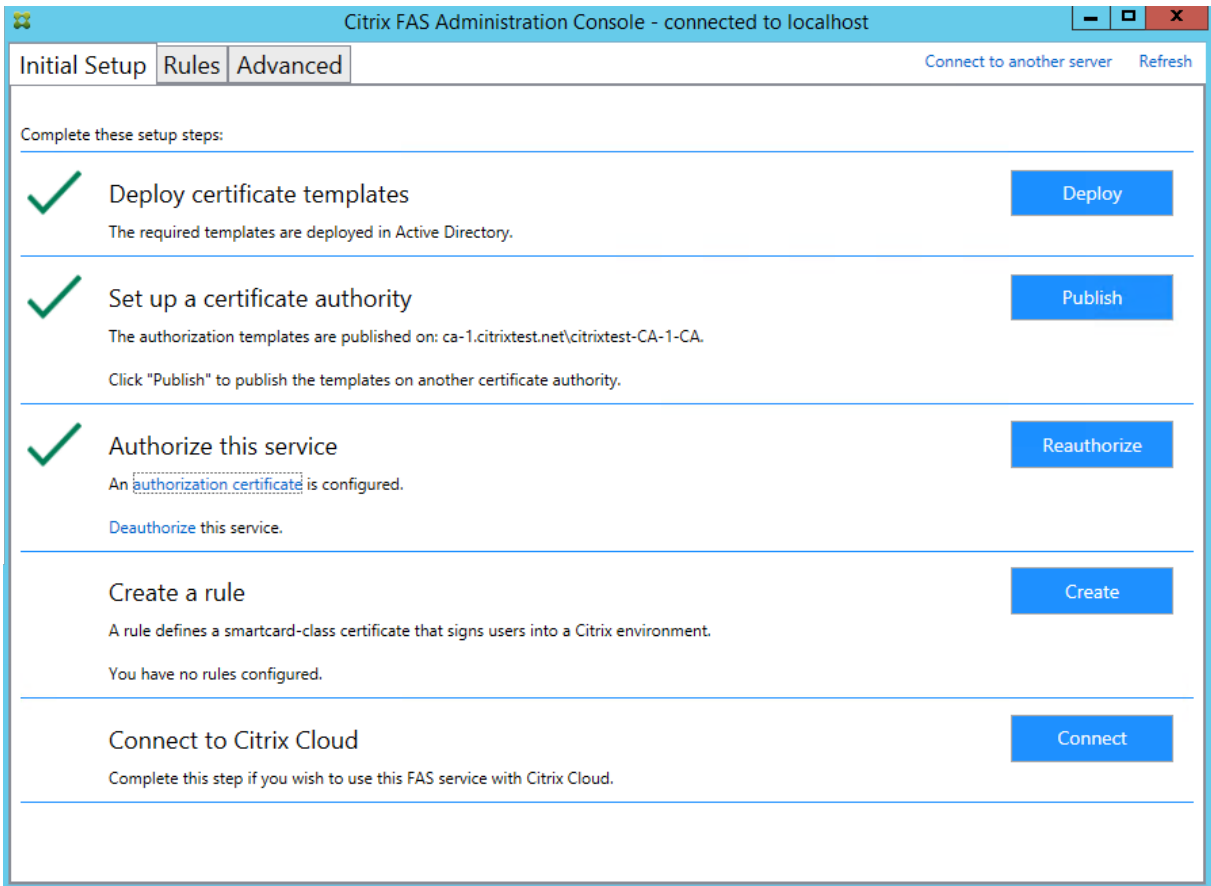 Citrix FAS Administration Console - connected to localhost
Initial Setup Rules Advanced Connect to another server Refresh
Complete these setup steps:
Deploy certificate templates
Deploy
The required templates are deployed in Active Directory.
Set up a certificate authority
Publish
The authorization templates are published on: ca-1.citrixtest.net\citrixtest-CA-1-CA.
Click "Publish" to publish the templates on another certificate authority.
Authorize this service
Reauthorize
An authorization certificate is configured.
Deauthorize this service.
Create a rule
Create
A rule defines a smartcard-class certificate that signs users into a Citrix environment.
You have no rules configured.
Connect to Citrix Cloud
Connect
Complete this step if you wish to use this FAS service with Citrix Cloud.